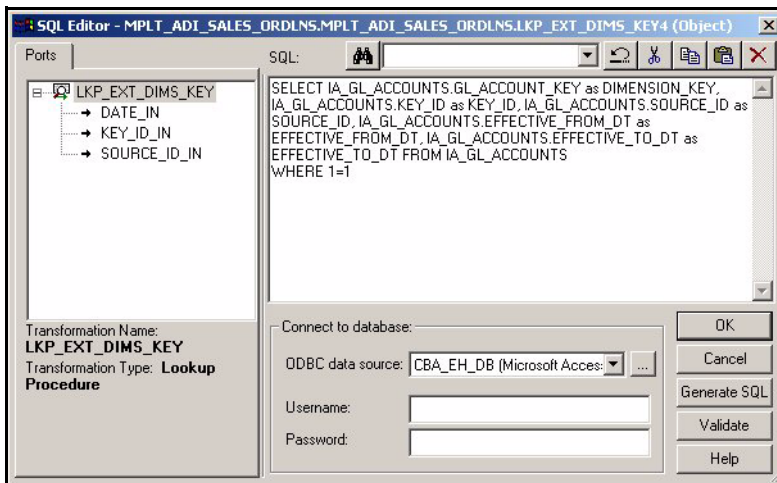 SQL Editor - MPLT_ADI_SALES_ORDLNS.MPLT_ADI_SALES_ORDLNS.LKP_EXT_DIMS_KEY4 (Object)
Ports
SQL:
LKP_EXT_DIMS_KEY
DATE_IN
KEY_ID_IN
SOURCE_ID_IN
SELECT IA_GL_ACCOUNTS.GL_ACCOUNT_KEY as DIMENSION_KEY,
IA_GL_ACCOUNTS.KEY_ID as KEY_ID, IA_GL_ACCOUNTS.SOURCE_ID as
SOURCE_ID, IA_GL_ACCOUNTS.EFFECTIVE_FROM_DT as
EFFECTIVE_FROM_DT, IA_GL_ACCOUNTS.EFFECTIVE_TO_DT as
EFFECTIVE_TO_DT FROM IA_GL_ACCOUNTS
WHERE 1=1
Transformation Name:
LKP_EXT_DIMS_KEY
Transformation Type: Lookup
Procedure
Connect to database:
ODBC data source: CBA_EH_DB (Microsoft Acces: ...
Username:
Password:
OK
Cancel
Generate SQL
Validate
Help